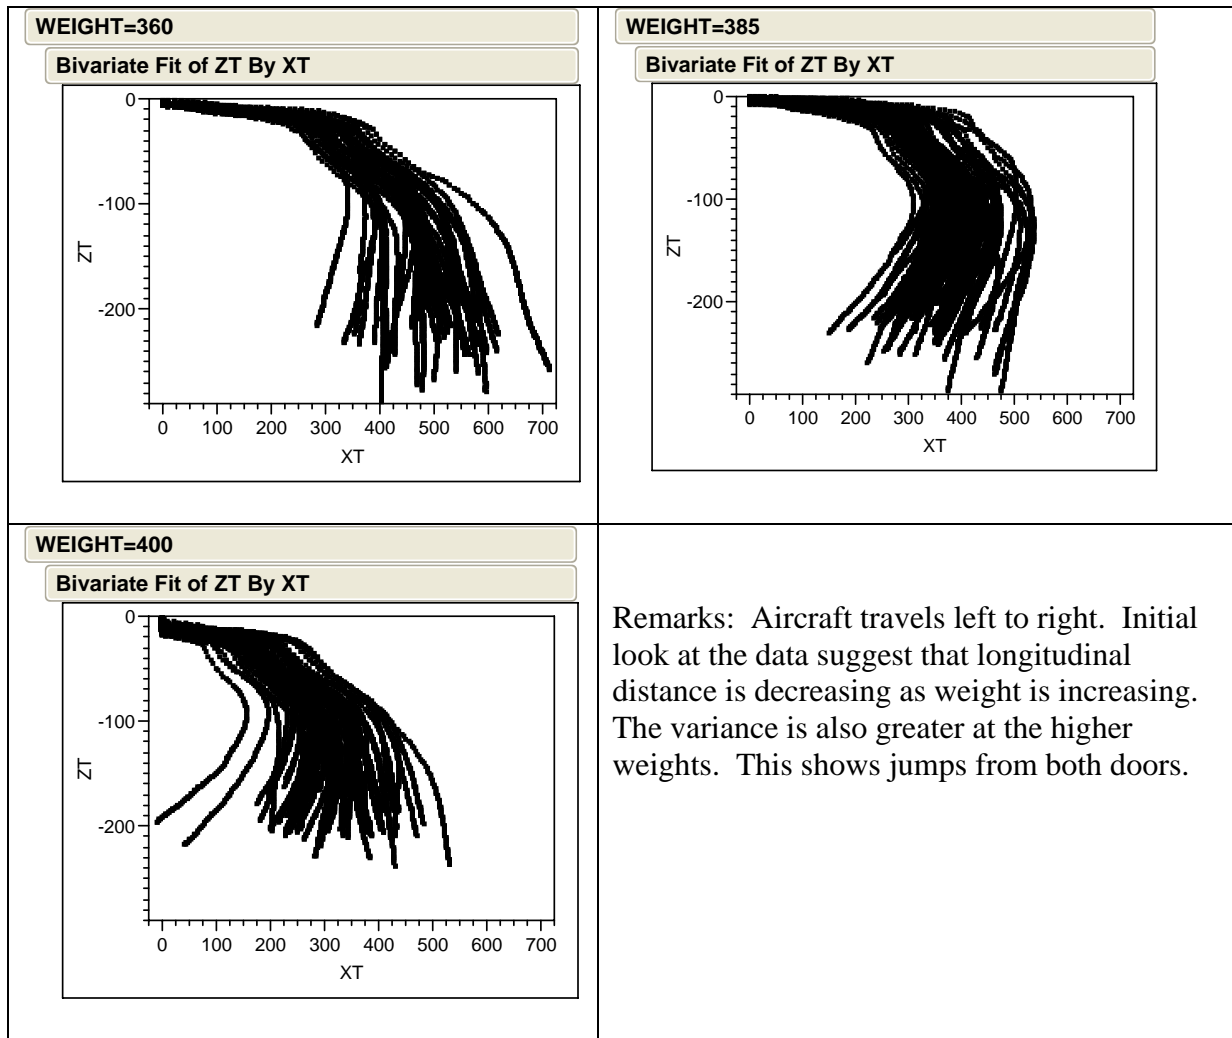 WEIGHT=360
Bivariate Fit of ZT By XT
0
-100
-200
ZT
0 100 200 300 400 500 600 700
XT
WEIGHT=385
Bivariate Fit of ZT By XT
0
-100
-200
ZT
0 100 200 300 400 500 600 700
XT
WEIGHT=400
Bivariate Fit of ZT By XT
0
-100
-200
ZT
0 100 200 300 400 500 600 700
XT
Remarks: Aircraft travels left to right. Initial
look at the data suggest that longitudinal
distance is decreasing as weight is increasing.
The variance is also greater at the higher
weights. This shows jumps from both doors.